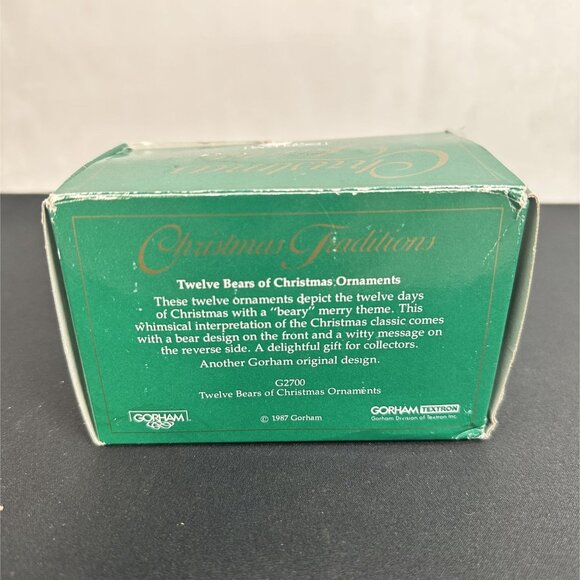 Christmas Traditions
Twelve Bears of Christmas Ornaments
These twelve ornaments depict the twelve days
of Christmas with a "beary" merry theme. This
whimsical interpretation of the Christmas classic comes
with a bear design on the front and a witty message on
the reverse side. A delightful gift for collectors.
Another Gorham original design.
G2700
Twelve Bears of Christmas Ornaments
GORHAM
© 1987 Gorham
GORHAM TEXTRON
Gorham Division of Textron Inc.